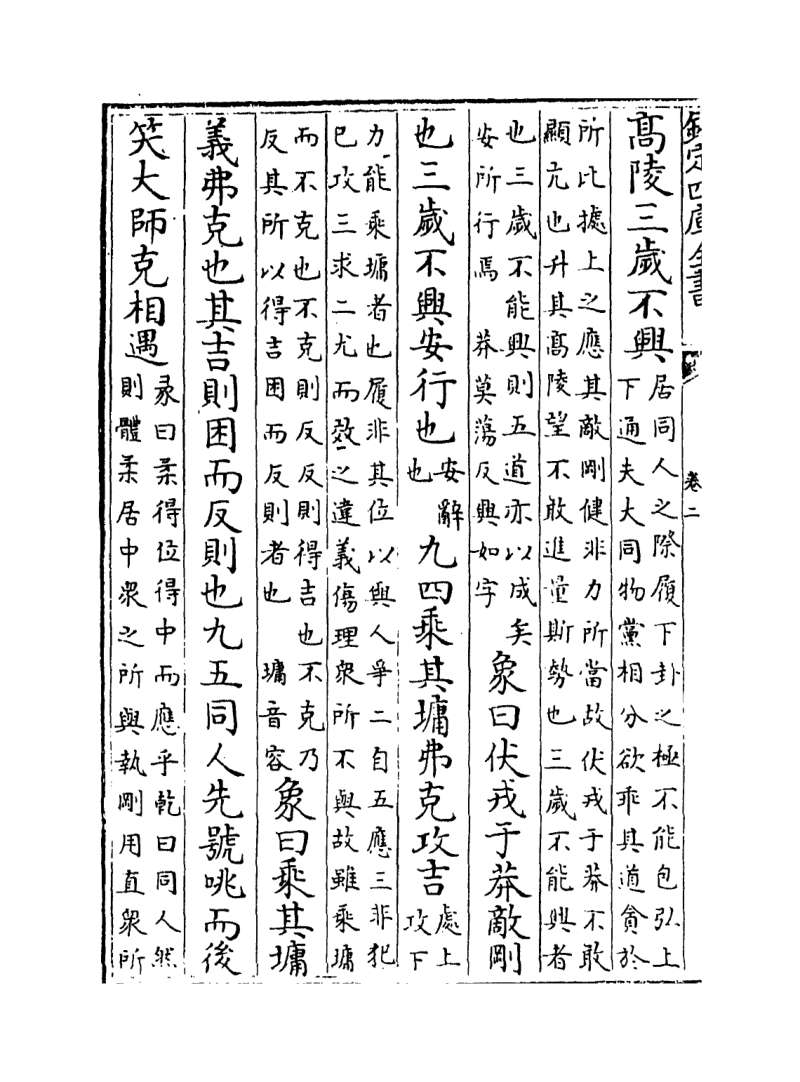 欽定四庫全書 卷二
髙陵三歲不興居同人之際履下卦之極不能包弘上下通夫大同物黨相分欲乖其道貪於
所比據上之應其敵剛健非力所當故伏戎于莽不敢顯亢也升其髙陵望不敢進量斯勢也三歲不能興者
也三歲不能興則五道亦以成矣安所行焉 莽莫蕩反興如字象曰伏戎于莽敵剛
也三歲不興安行也安辭也九四乘其墉弗克攻吉處上攻下
力能乘墉者也履非其位以與人爭二自五應三非犯已攻三求二尤而效之違義傷理衆所不與故雖乘墉
而不克也不克則反反則得吉也不克乃反其所以得吉困而反則者也 墉音容象曰乘其墉
義弗克也其吉則困而反則也九五同人先號咷而後
笑大師克相遇彖曰柔得位得中而應乎乾曰同人然則體柔居中衆之所與執剛用直衆所